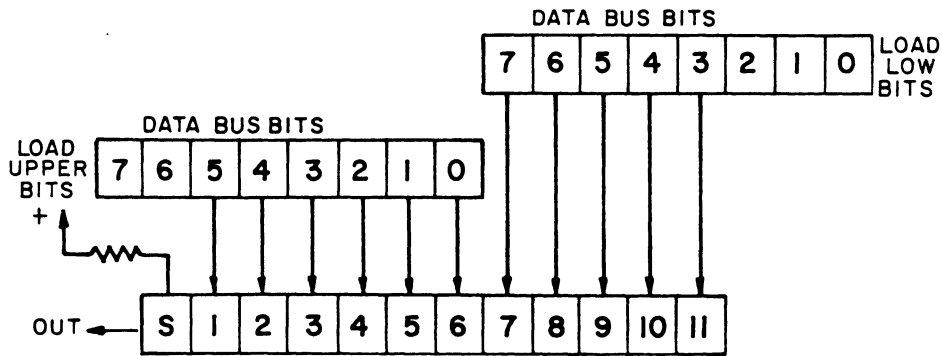 DATA BUS BITS
7 6 5 4 3 2 1 0
LOAD LOW BITS
DATA BUS BITS
LOAD UPPER BITS +
7 6 5 4 3 2 1 0
OUT
S 1 2 3 4 5 6 7 8 9 10 11